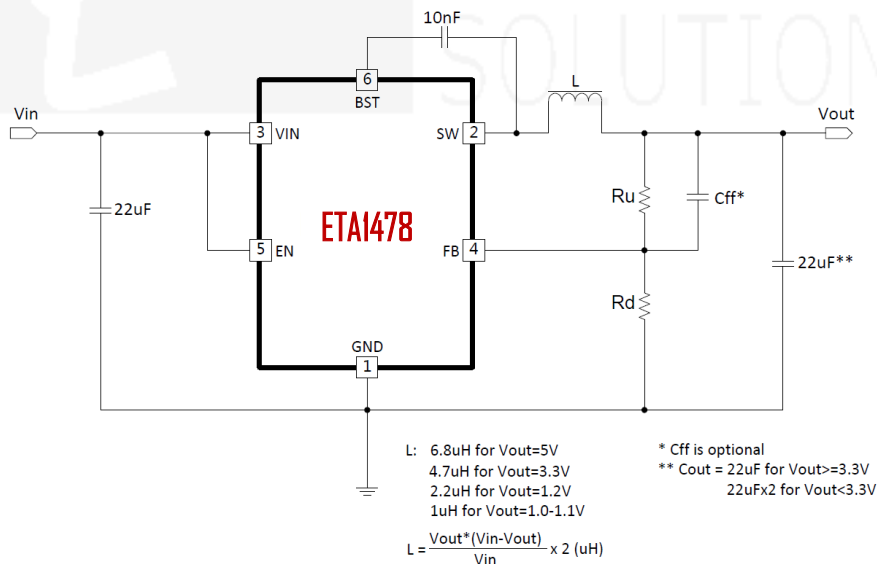 SOLUTION
10nF
6
BST
L
Vin
Vout
3 VIN
SW 2
Ru
Cff*
22uF
ETA1478
5 EN
FB 4
22uF**
Rd
GND
1
L: 6.8uH for Vout=5V
4.7uH for Vout=3.3V
2.2uH for Vout=1.2V
1uH for Vout=1.0-1.1V
L = Vout*(Vin-Vout) / Vin x 2 (uH)
* Cff is optional
** Cout = 22uF for Vout>=3.3V
22uFx2 for Vout<3.3V